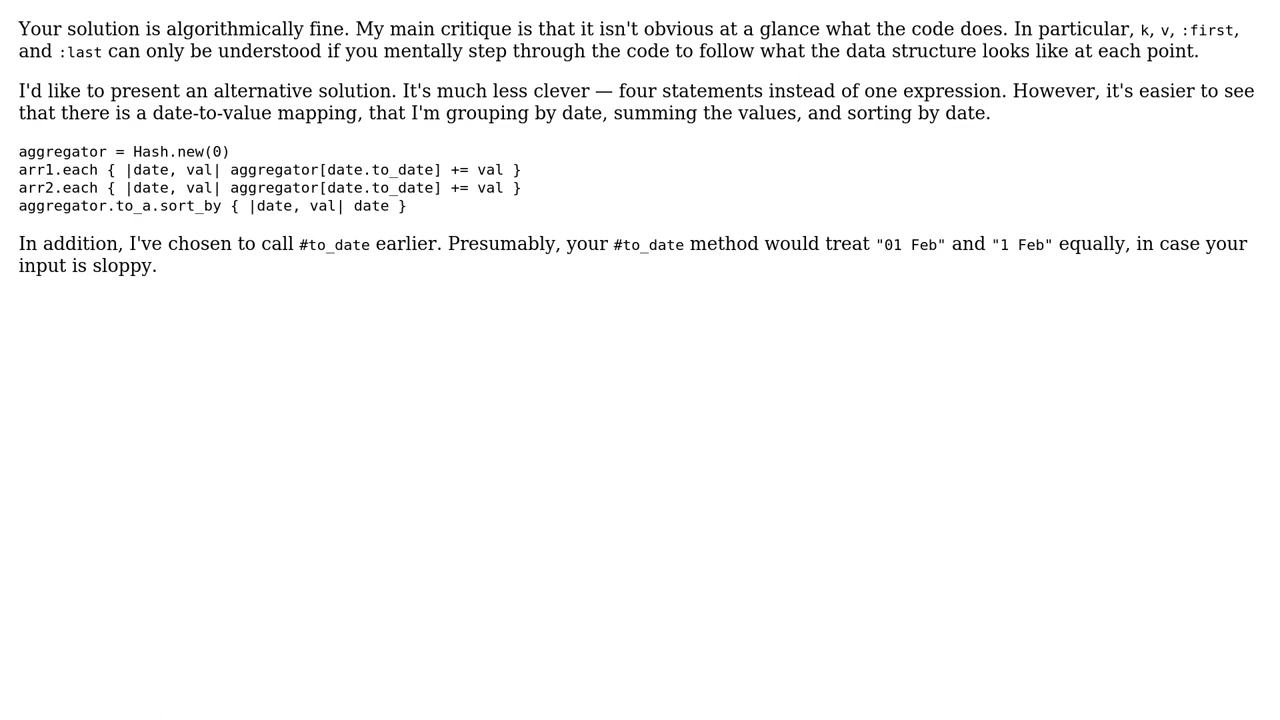 Your solution is algorithmically fine. My main critique is that it isn't obvious at a glance what the code does. In particular, k, v, :first,
and :last can only be understood if you mentally step through the code to follow what the data structure looks like at each point.
I'd like to present an alternative solution. It's much less clever — four statements instead of one expression. However, it's easier to see
that there is a date-to-value mapping, that I'm grouping by date, summing the values, and sorting by date.
aggregator = Hash.new(0)
arr1.each { |date, val| aggregator[date.to_date] += val }
arr2.each { |date, val| aggregator[date.to_date] += val }
aggregator.to_a.sort_by { |date, val| date }
In addition, I've chosen to call #to_date earlier. Presumably, your #to_date method would treat "01 Feb" and "1 Feb" equally, in case your
input is sloppy.